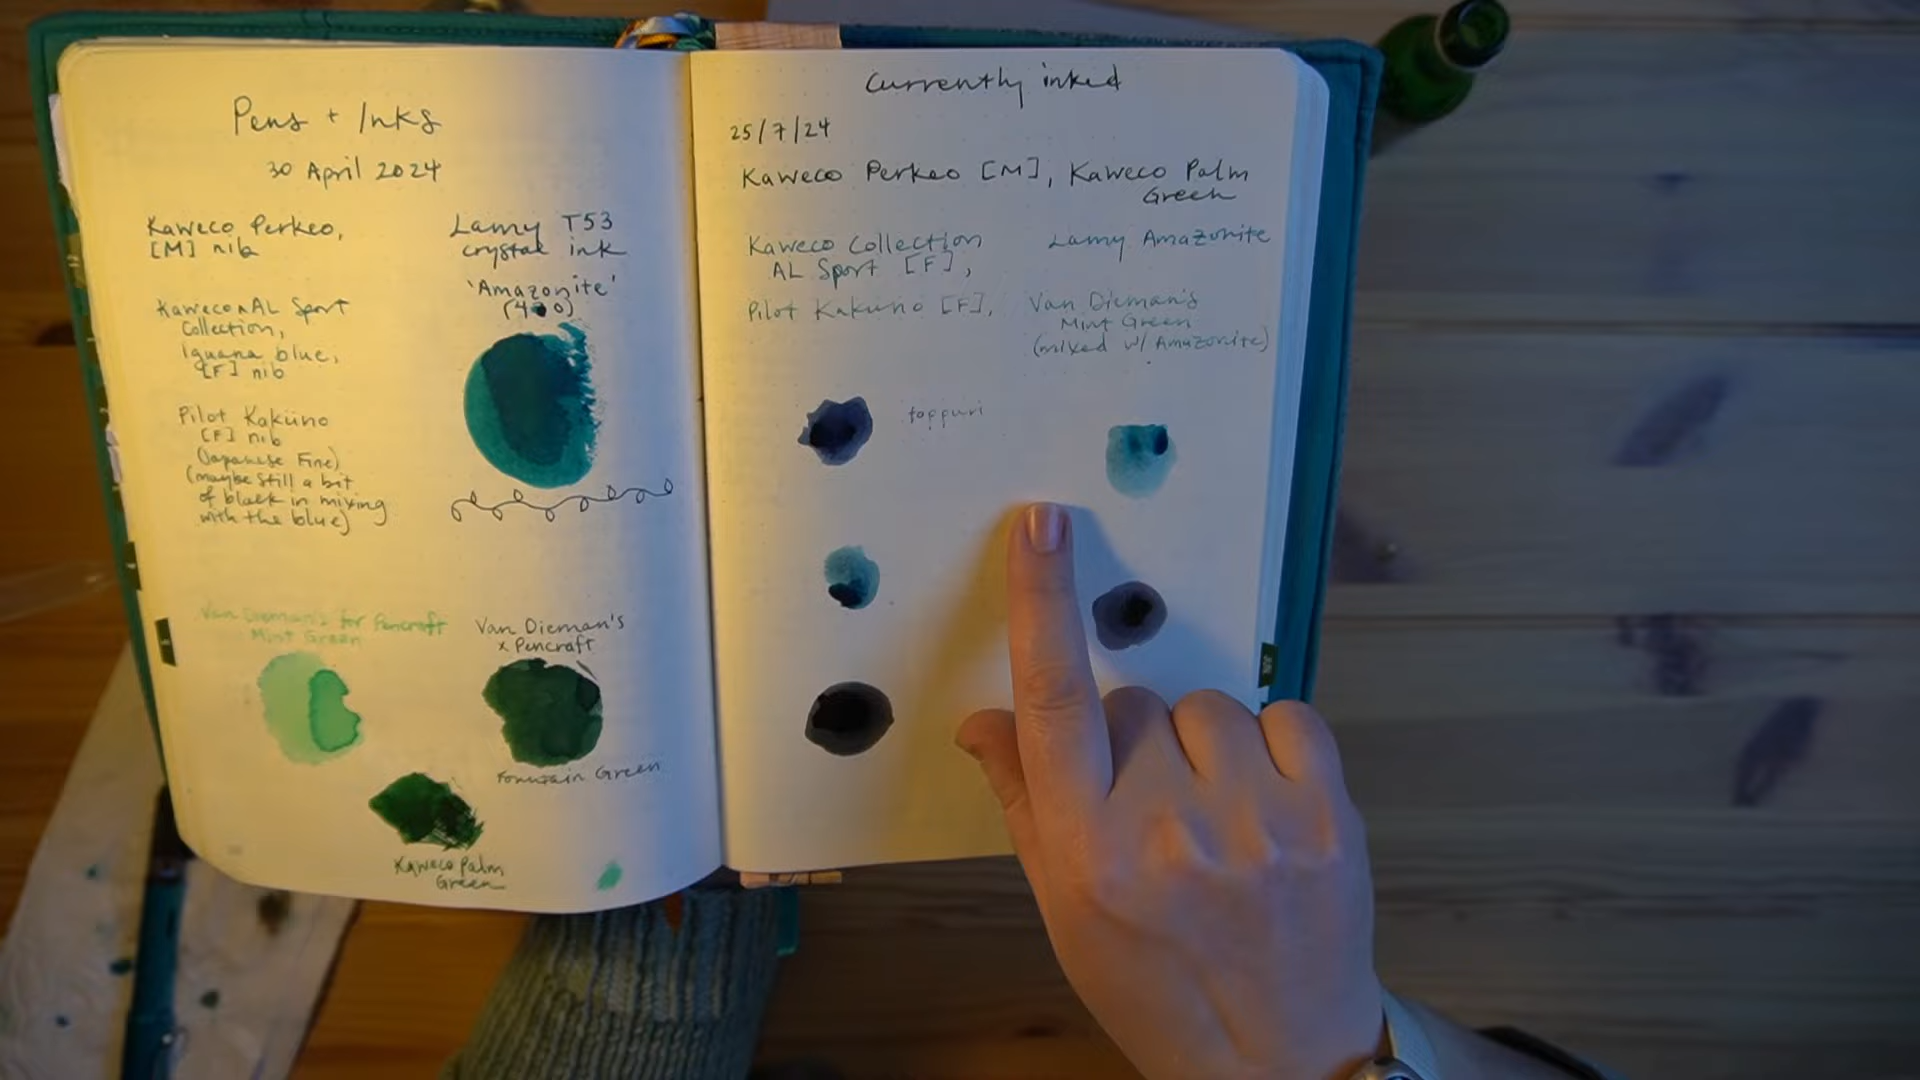 Pens + Inks
30 April 2024
Kaweco Perkeo,
[M] nib
Kaweco AL Sport
Collection,
Iguana blue,
[F] nib
Pilot Kakuno
[F] nib
(Japanese Fine)
(maybe still a bit
of black in mixing
with the blue)
Lamy T53
crystal ink
'Amazonite'
Van Dieman's for Pencraft
Mint Green
Van Dieman's
x Pencraft
Fountain Green
Kaweco Palm
Green
Currently inked
25/7/24
Kaweco Perkeo [M], Kaweco Palm
Green
Kaweco Collection
AL Sport [F],
Lamy Amazonite
Pilot Kakuno [F], Van Dieman's
Mint Green
(mixed w/ Amazonite)
JUN